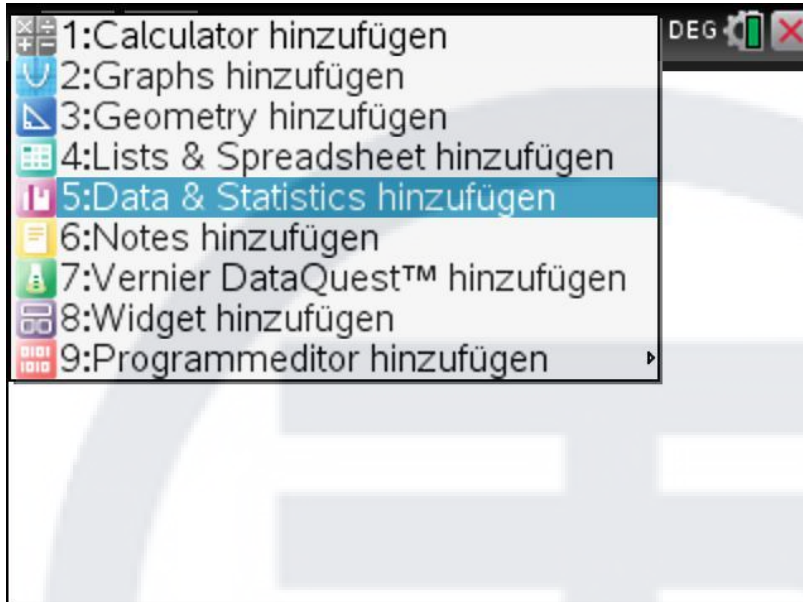 1:Calculator hinzufügen
DEG
2:Graphs hinzufügen
3:Geometry hinzufügen
4:Lists & Spreadsheet hinzufügen
5:Data & Statistics hinzufügen
6:Notes hinzufügen
7:Vernier DataQuest™ hinzufügen
8:Widget hinzufügen
9:Programmeditor hinzufügen